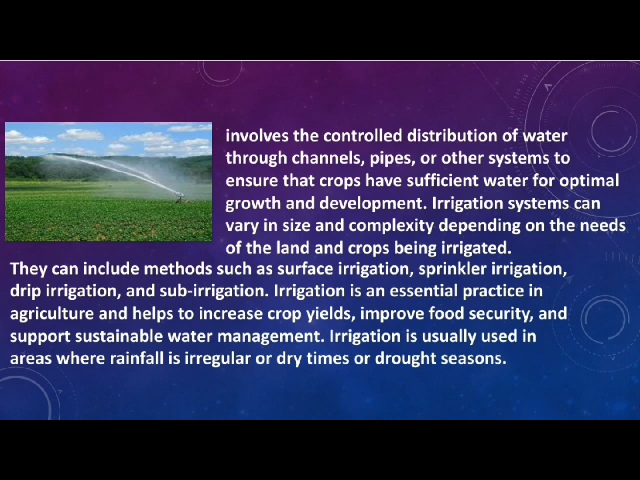 involves the controlled distribution of water
through channels, pipes, or other systems to
ensure that crops have sufficient water for optimal
growth and development. Irrigation systems can
vary in size and complexity depending on the needs
of the land and crops being irrigated.
They can include methods such as surface irrigation, sprinkler irrigation,
drip irrigation, and sub-irrigation. Irrigation is an essential practice in
agriculture and helps to increase crop yields, improve food security, and
support sustainable water management. Irrigation is usually used in
areas where rainfall is irregular or dry times or drought seasons.